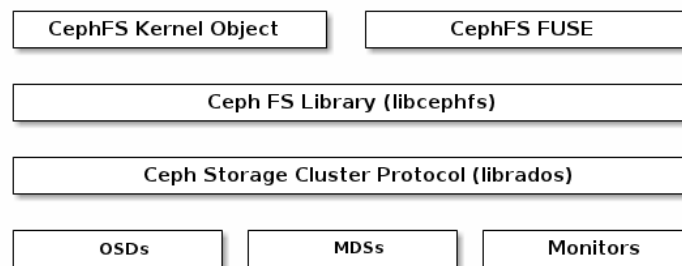 CephFS Kernel Object CephFS FUSE
Ceph FS Library (libcephfs)
Ceph Storage Cluster Protocol (librados)
OSDs MDSs Monitors